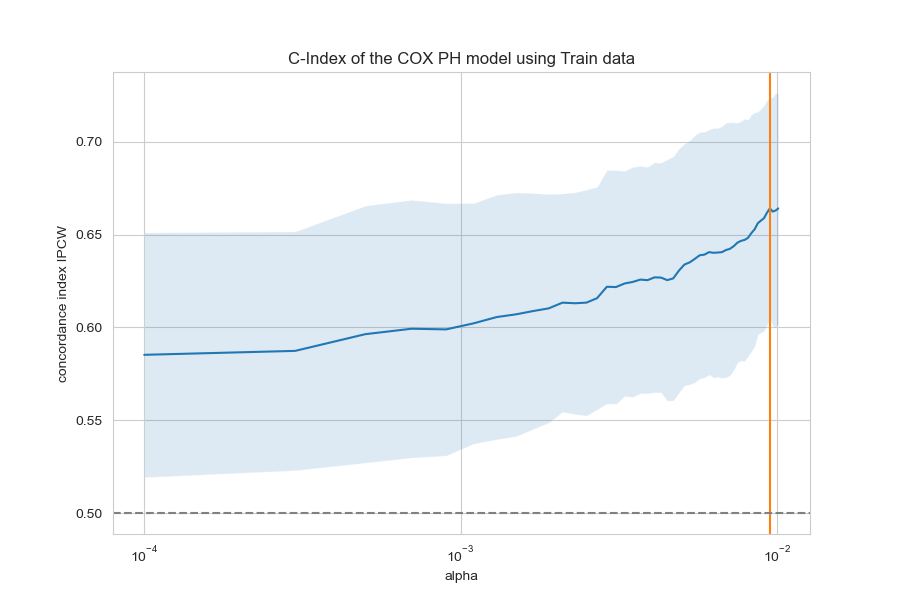 C-Index of the COX PH model using Train data
concordance index IPCW
0.70
0.65
0.60
0.55
0.50
10⁻⁴
10⁻³
10⁻²
alpha